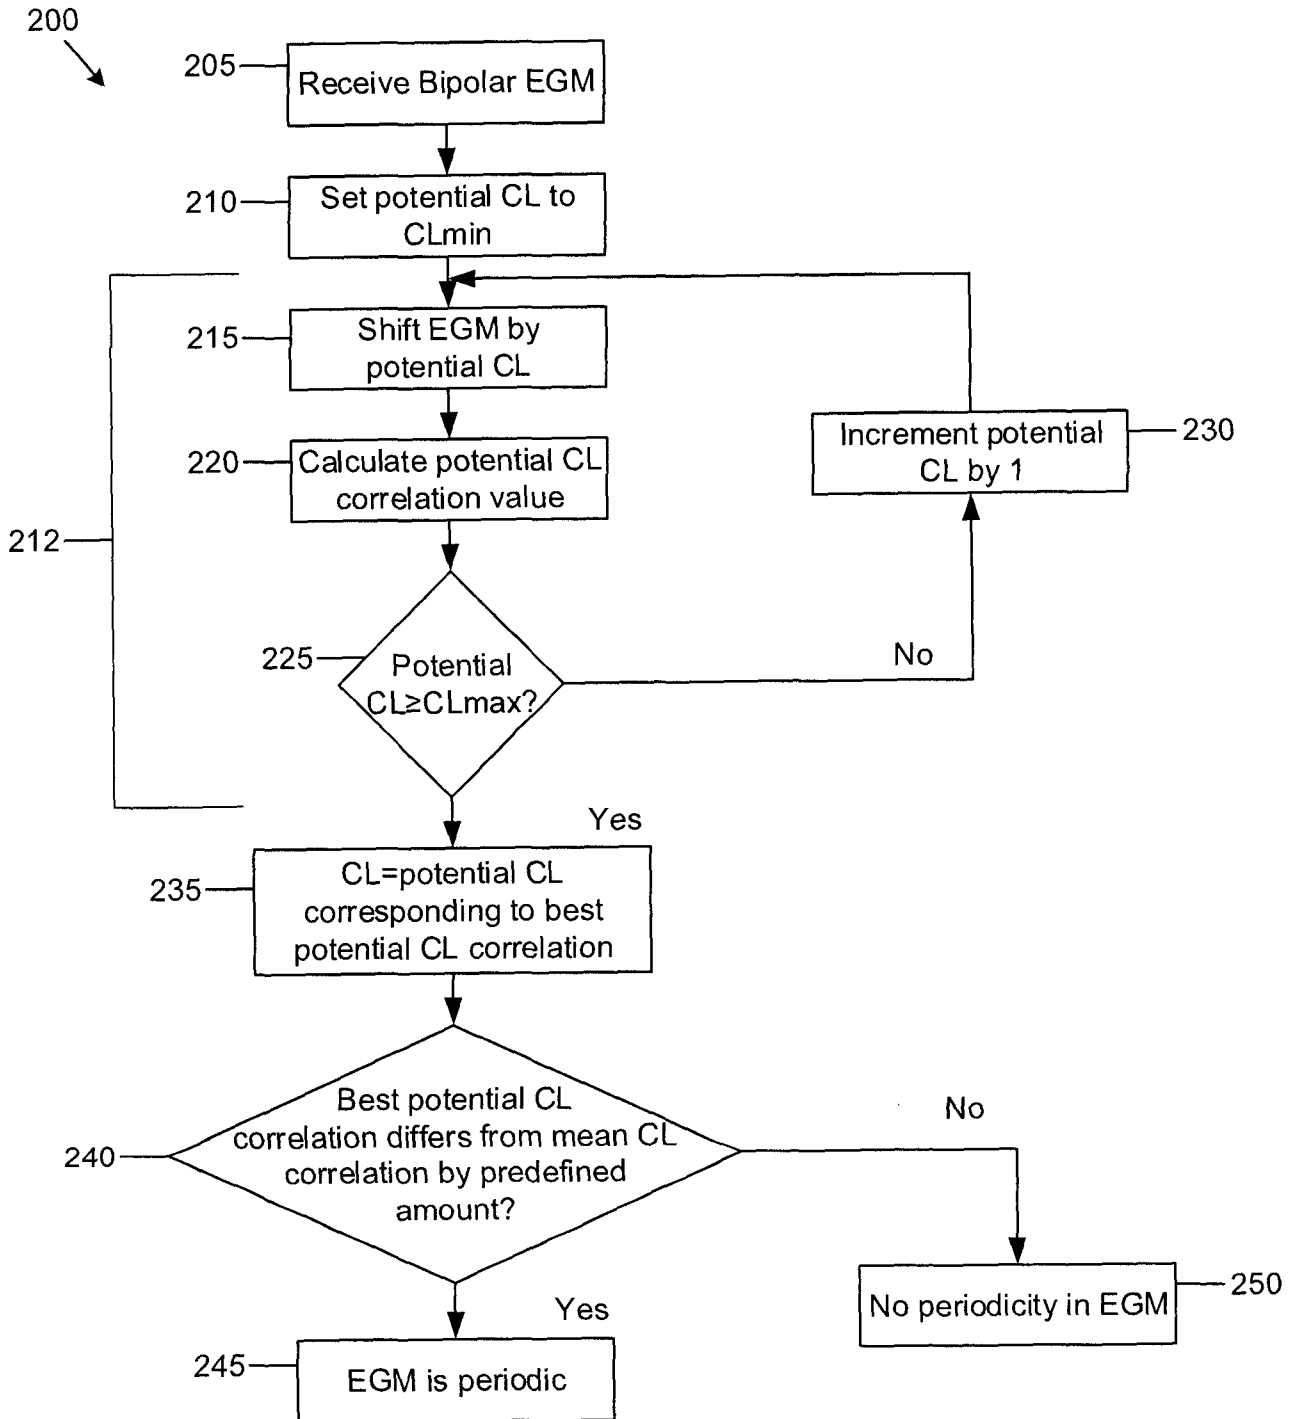 200
205
Receive Bipolar EGM
210
Set potential CL to
CLmin
215
Shift EGM by
potential CL
220
Calculate potential CL
correlation value
230
Increment potential
CL by 1
212
225
Potential
CL≥CLmax?
No
Yes
235
CL=potential CL
corresponding to best
potential CL correlation
240
Best potential CL
correlation differs from mean CL
correlation by predefined
amount?
No
Yes
250
No periodicity in EGM
245
EGM is periodic